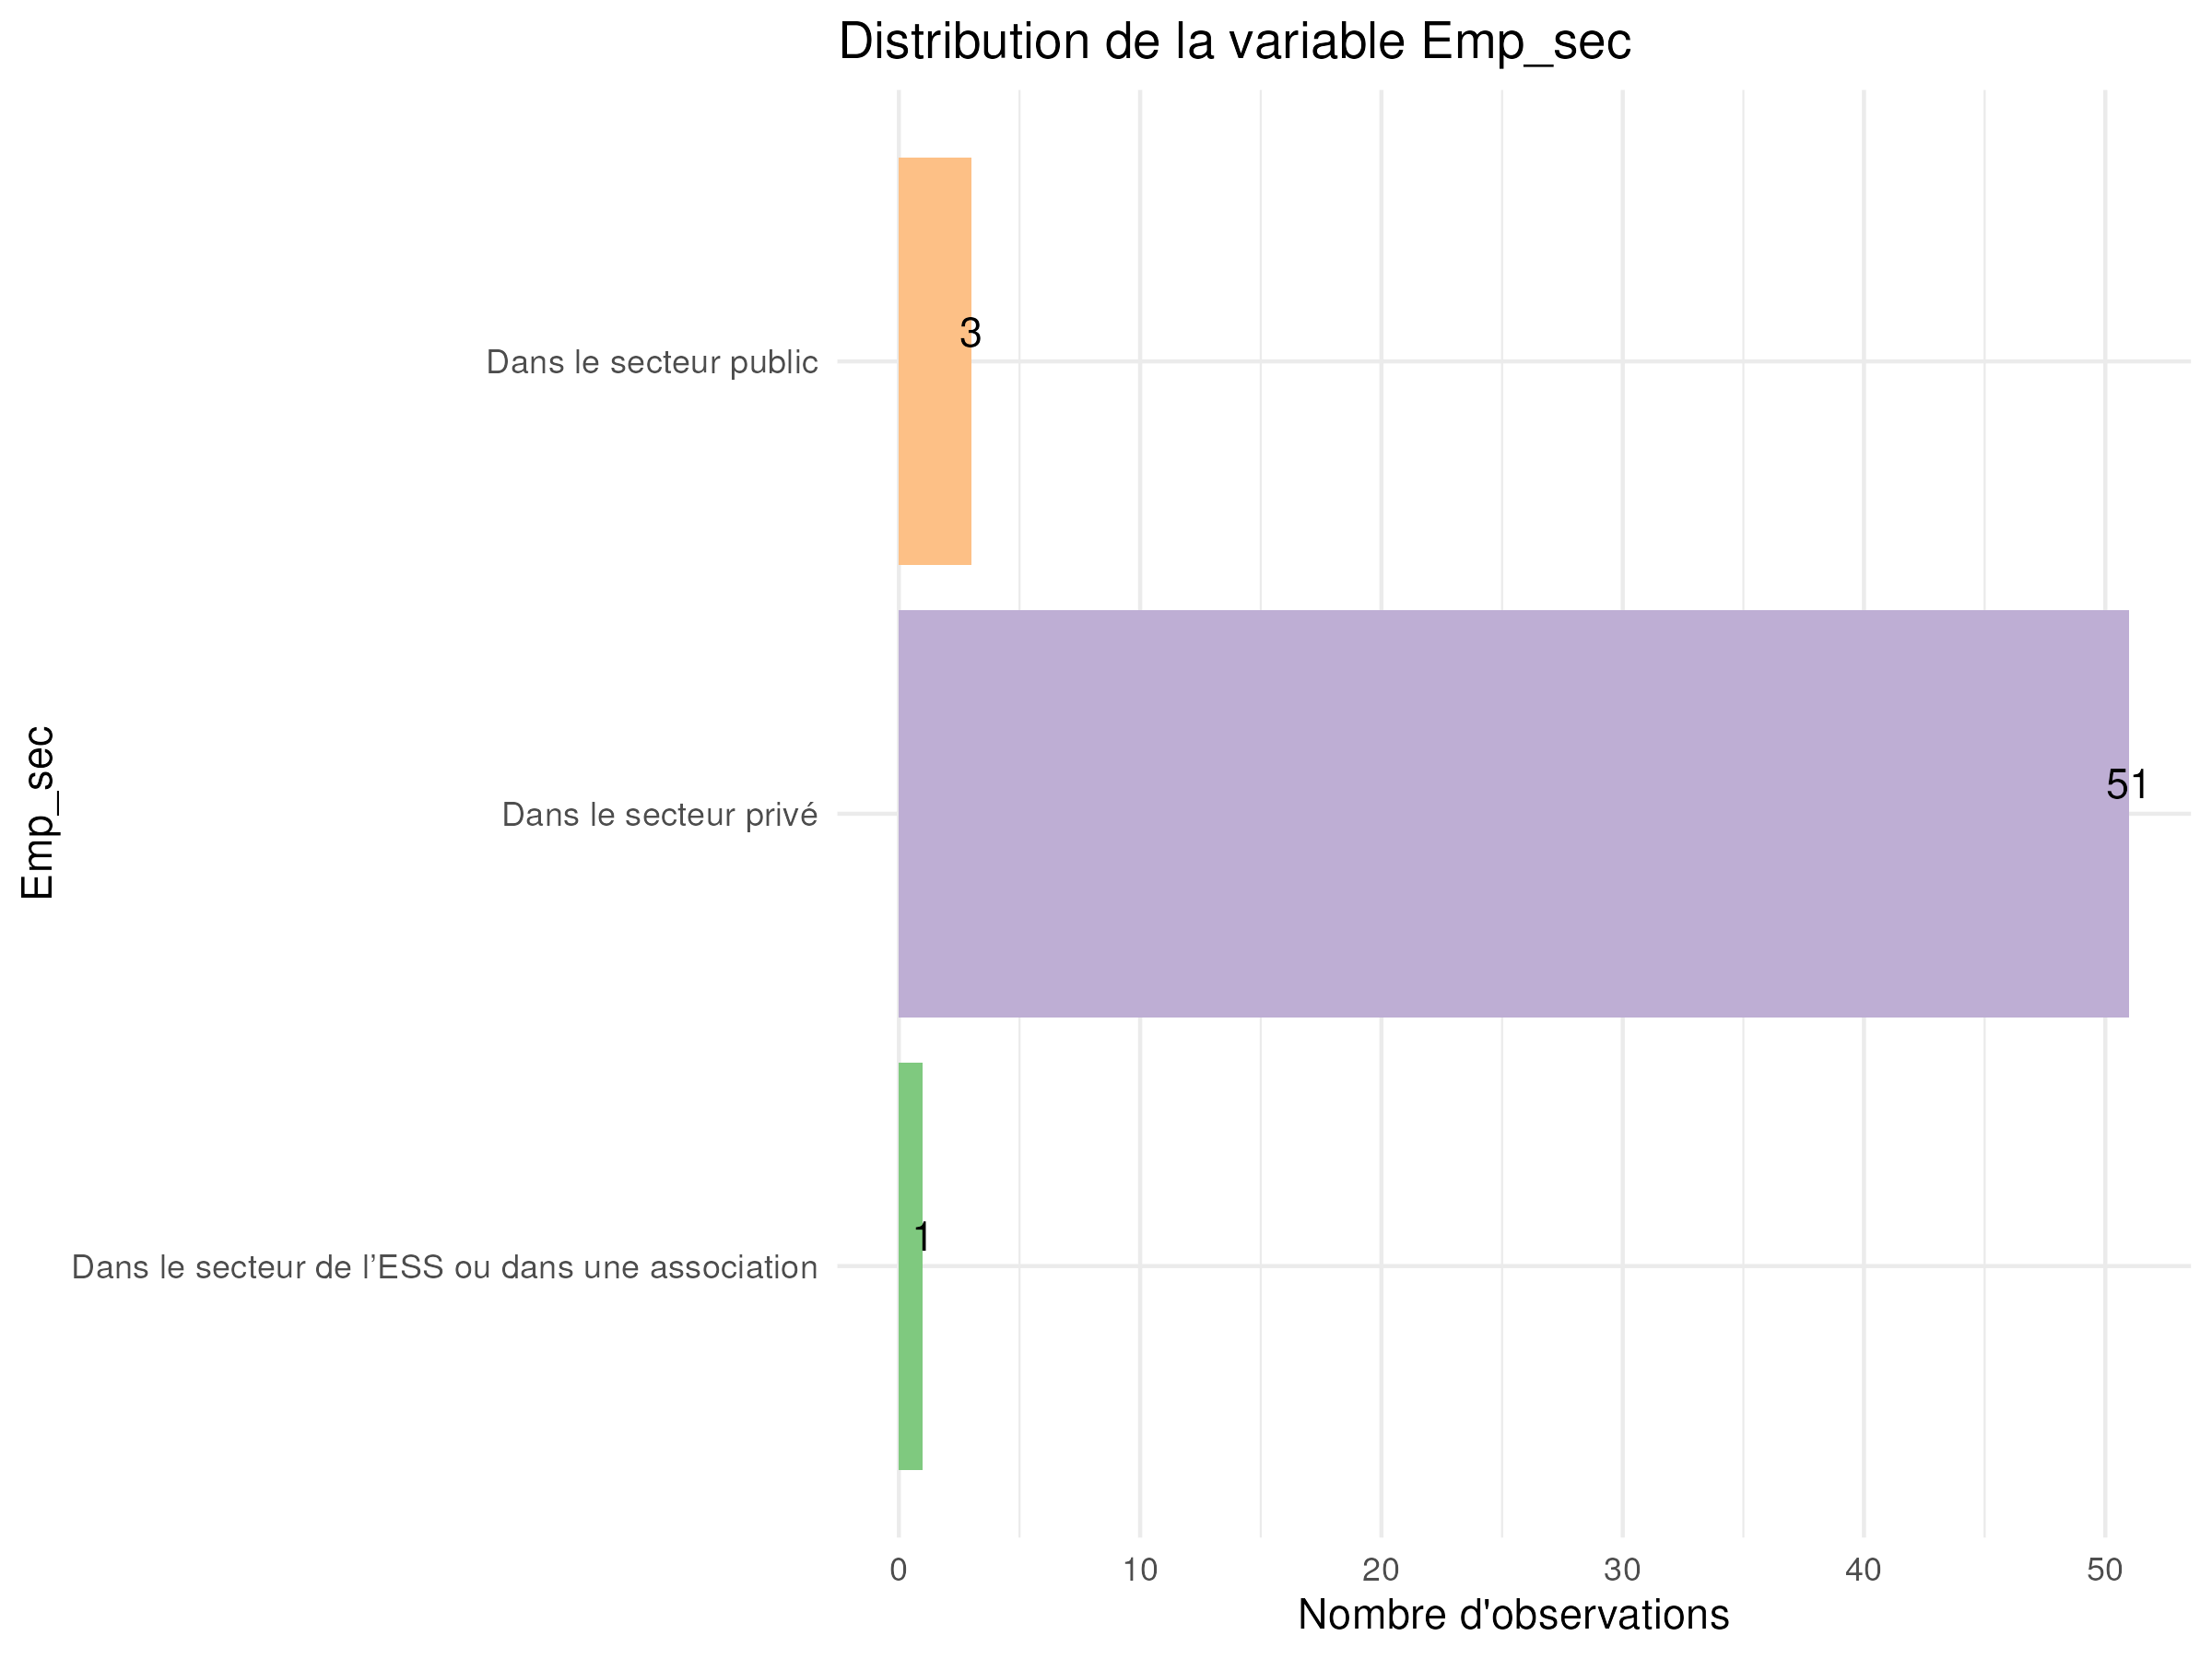 Distribution de la variable Emp_sec
Emp_sec
Dans le secteur public
3
Dans le secteur privé
51
Dans le secteur de l’ESS ou dans une association
1
0 10 20 30 40 50
Nombre d'observations